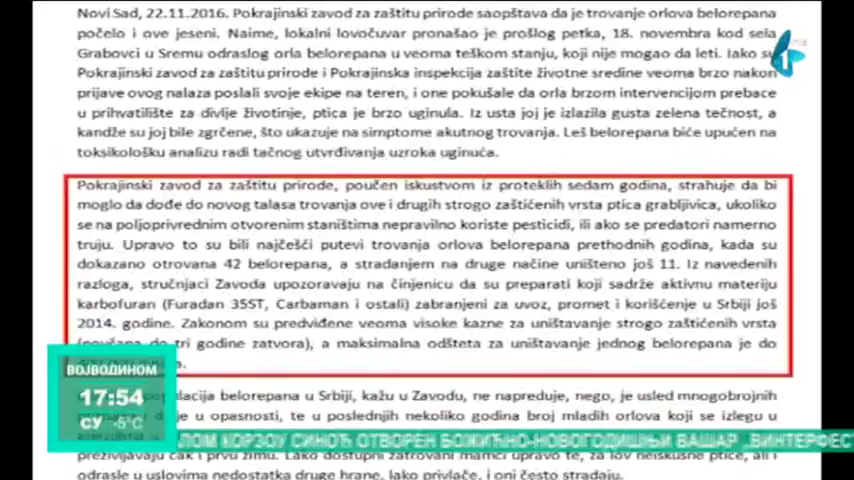 Novi Sad, 22.11.2016. Pokrajinski zavod za zaštitu prirode saopštava da je trovanje orlova belorepana
počelo i ove jeseni. Naime, lokalni lovočuvar pronašao je prošlog petka, 18. novembra kod sela
Grabovci u Sremu odraslog orla belorepana u veoma teškom stanju, koji nije mogao da leti. Iako su
Pokrajinski zavod za zaštitu prirode i Pokrajinska inspekcija zaštite životne sredine veoma brzo nakon
prijave ovog nalaza poslali svoje ekipe na teren, i one pokušale da orla brzom intervencijom prebace
u prihvatilište za divlje životinje, ptica je brzo uginula. Iz usta joj je izlazila gusta zelena tečnost, a
kandže su joj bile zgrčene, što ukazuje na simptome akutnog trovanja. Leš belorepana biće upućen na
toksikološku analizu radi tačnog utvrđivanja uzroka uginuća.
Pokrajinski zavod za zaštitu prirode, poučen iskustvom iz proteklih sedam godina, strahuje da bi
moglo da dođe do novog talasa trovanja ove i drugih strogo zaštićenih vrsta ptica grabljivica, ukoliko
se na poljoprivrednim otvorenim staništima nepravilno koriste pesticidi, ili ako se predatori namerno
truju. Upravo to su bili najčešći putevi trovanja orlova belorepana prethodnih godina, kada su
dokazano otrovana 42 belorepana, a stradanjem na druge načine uništeno još 11. Iz navedenih
razloga, stručnjaci Zavoda upozoravaju na činjenicu da su preparati koji sadrže aktivnu materiju
karbofuran (Furadan 35ST, Carbaman i ostali) zabranjeni za uvoz, promet i korišćenje u Srbiji još
2014. godine. Zakonom su predviđene veoma visoke kazne za uništavanje strogo zaštićenih vrsta
do tri godine zatvora), a maksimalna odšteta za uništavanje jednog belorepana je do
belorepana u Srbiji, kažu u Zavodu, ne napreduje, nego, je usled mnogobrojnih
u opasnosti, te u poslednjih nekoliko godina broj mladih orlova koji se izlegu u
preživljavaju čak i prvu zimu. Lako dostupni zatrovani mamci upravo te, za lov neiskusne ptice, ali i
odrasle u uslovima nedostatka druge hrane, lako privlače, i oni često stradaju.
1
ВОЈВОДИНОМ
17:54
СУ -5°C
ЛОМ КОРЗОУ СИНОЋ ОТВОРЕН БОЖИЋНО-НОВОГОДИШЊИ ВАШАР „ВИНТЕРФЕСТ